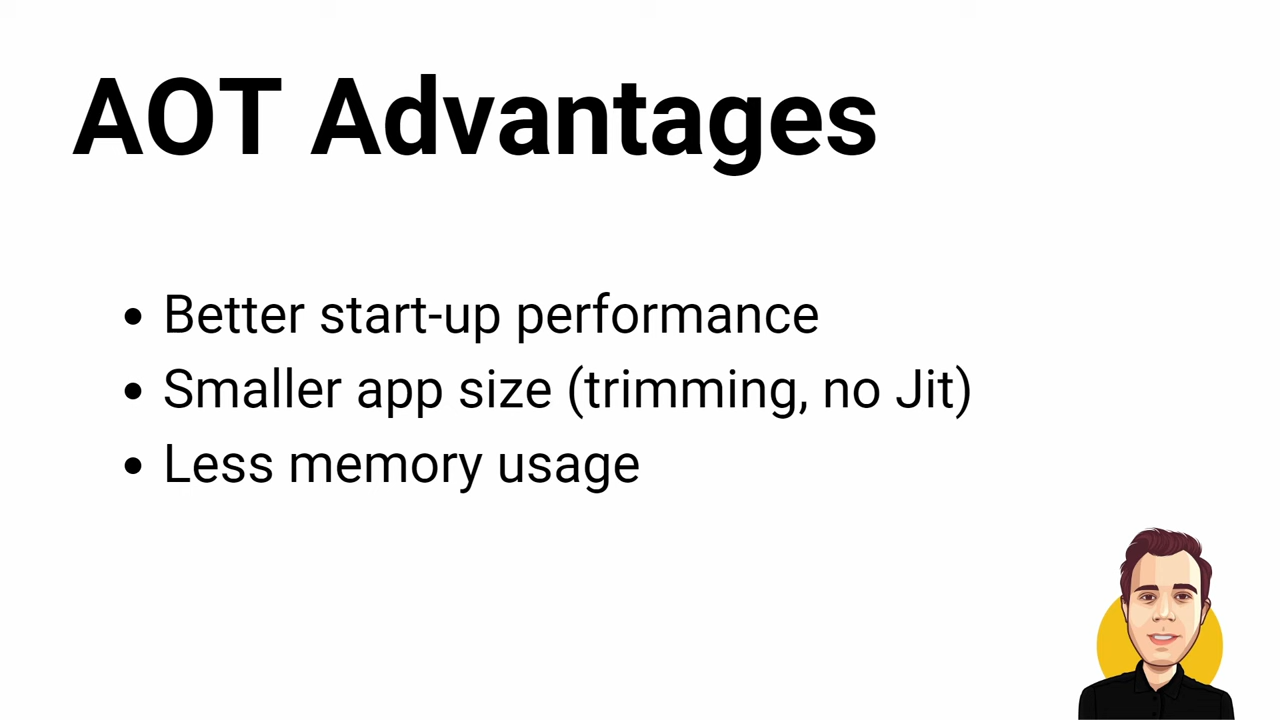 AOT Advantages
• Better start-up performance
• Smaller app size (trimming, no Jit)
• Less memory usage